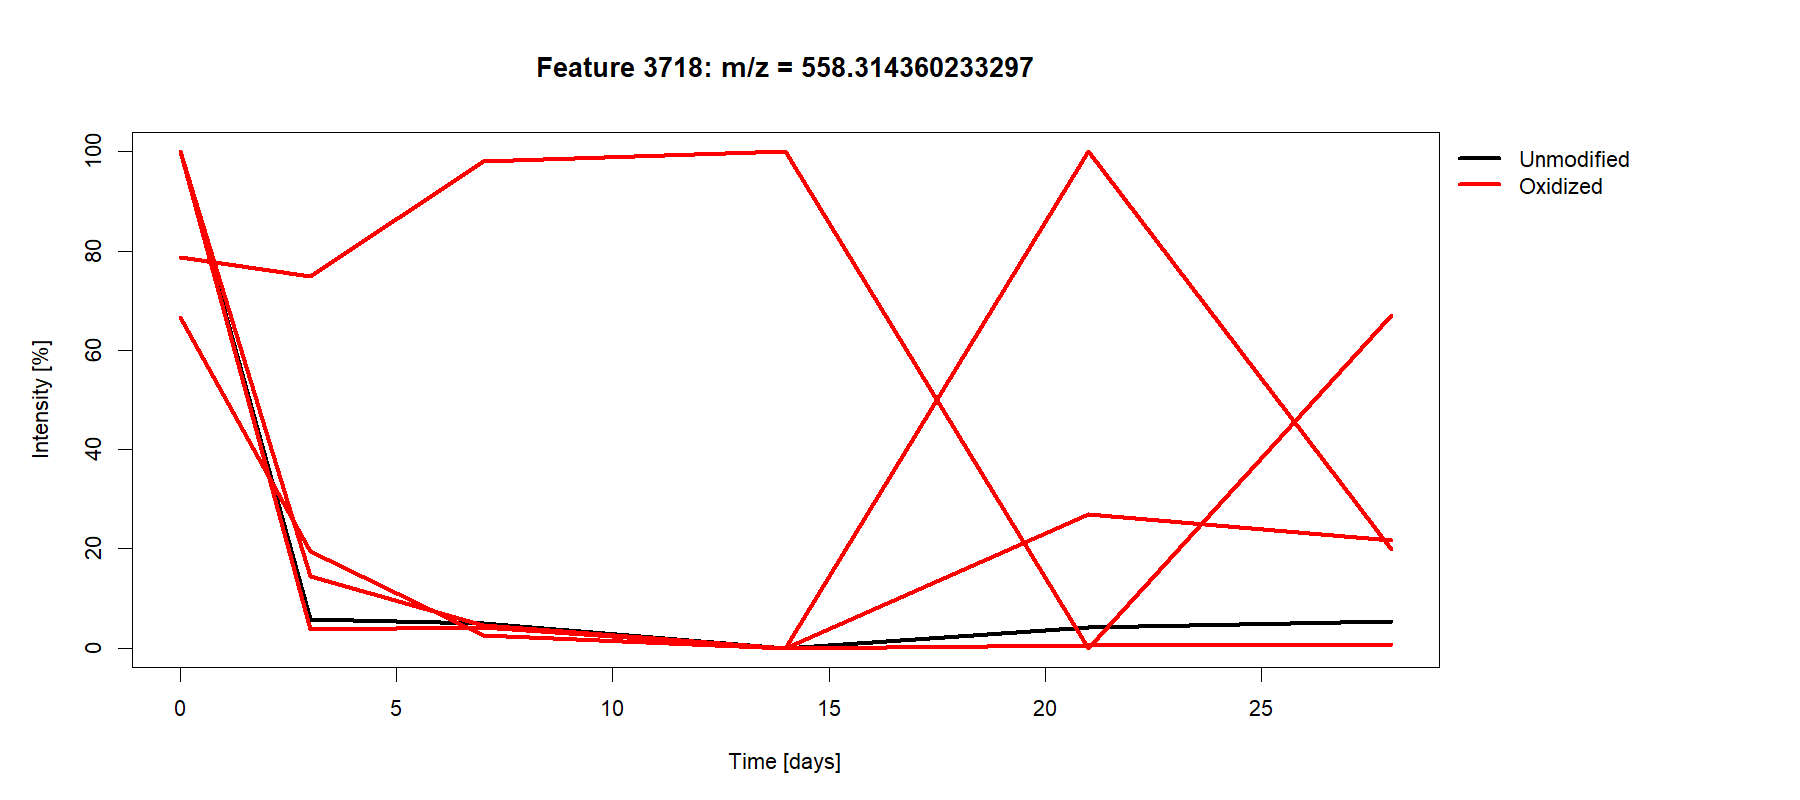 Feature 3718: m/z = 558.314360233297
Unmodified
Oxidized
100
80
60
40
20
0
Intensity [%]
0 5 10 15 20 25
Time [days]